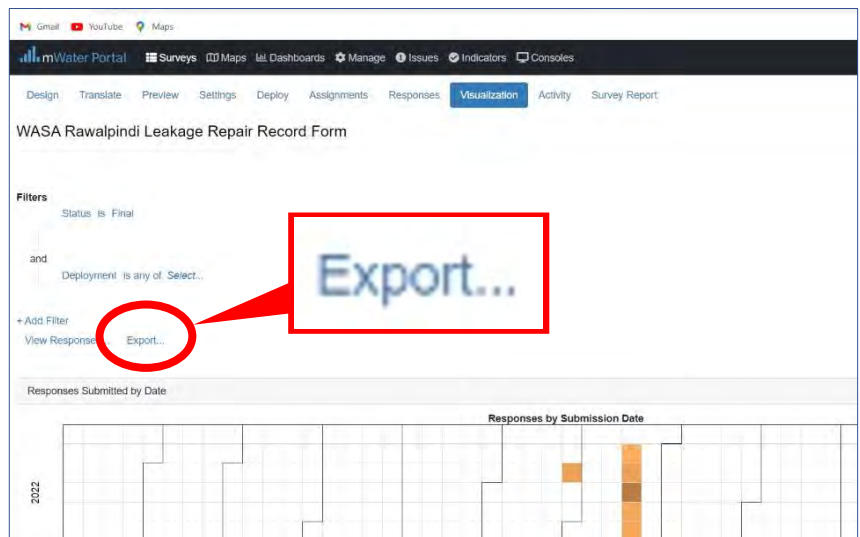 Gmail YouTube Maps
mWater Portal Surveys Maps Dashboards Manage Issues Indicators Consoles
Design Translate Preview Settings Deploy Assignments Responses Visualization Activity Survey Report
WASA Rawalpindi Leakage Repair Record Form
Filters
Status is Final
and
Deployment is any of Select...
Export...
+ Add Filter
View Responses... Export...
Responses Submitted by Date
Responses by Submission Date
2022